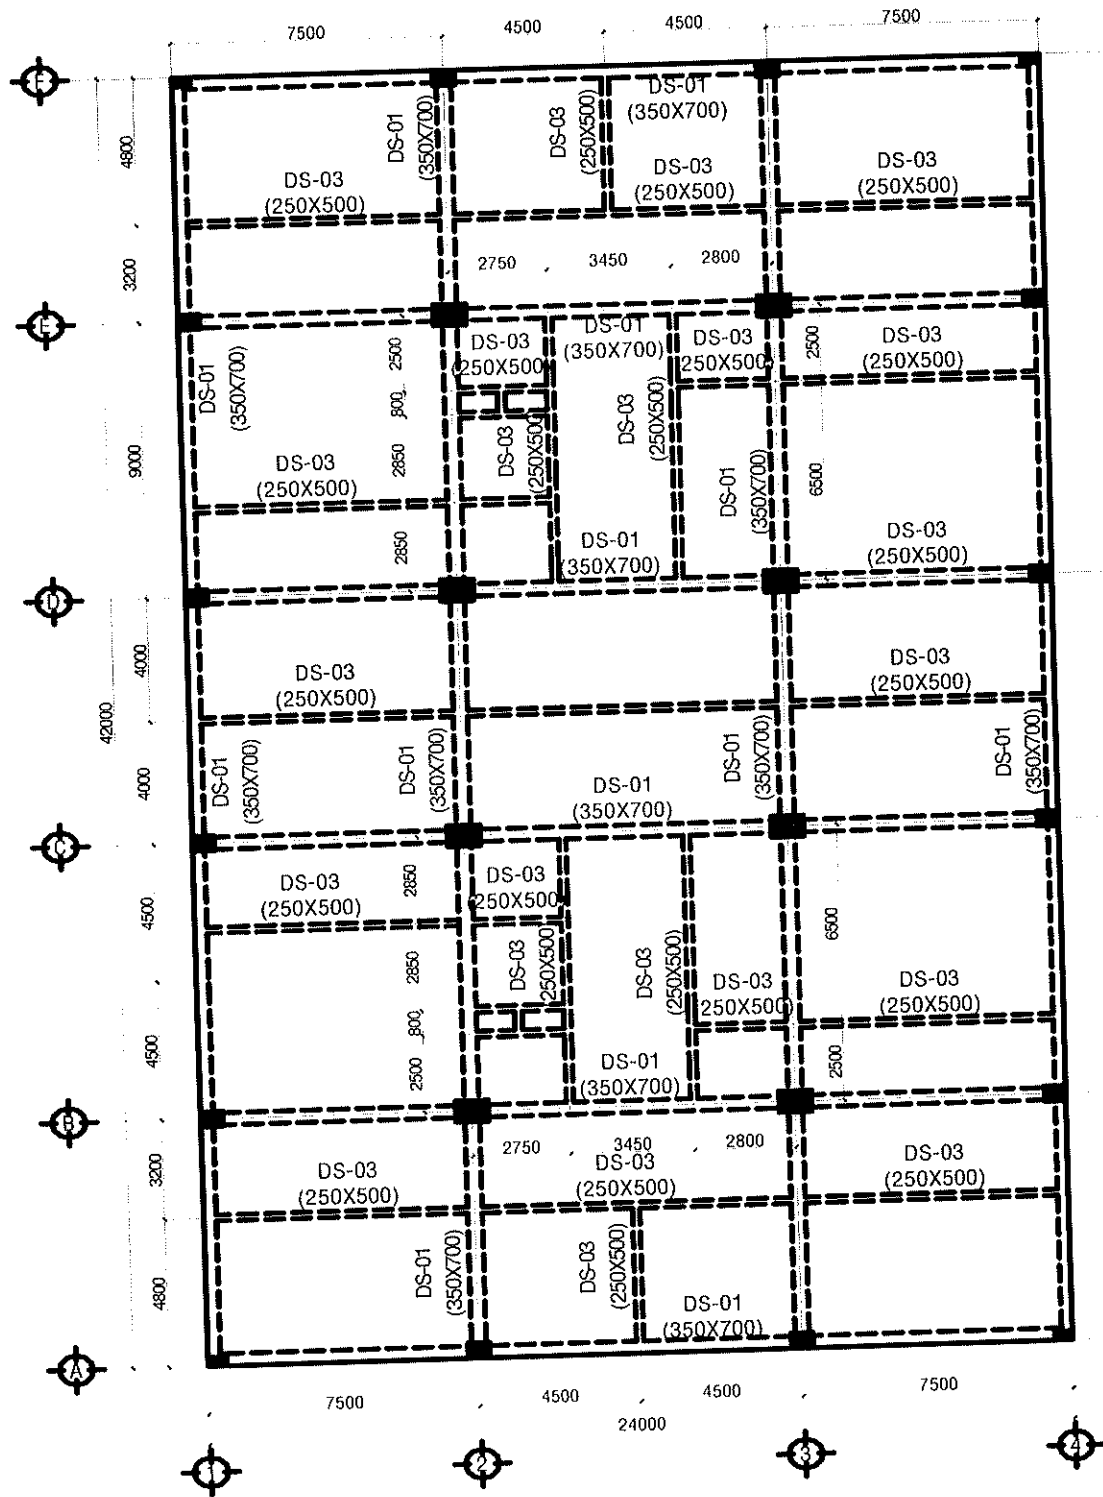 7500
4500
4500
7500
F
DS-01
(350X700)
DS-01
(350X700)
DS-03
(250X500)
4800
DS-03
(250X500)
DS-03
(250X500)
DS-03
(250X500)
3200
2750
3450
2800
E
DS-01
(350X700)
DS-03
(250X500)
DS-01
(350X700)
DS-03
250X500)
DS-03
(250X500)
2500
2500
800
DS-03
(250X500)
DS-03
(250X500)
9000
2850
DS-03
(250X500)
DS-01
(350X700)
6500
2850
DS-01
(350X700)
DS-03
(250X500)
D
4000
DS-03
(250X500)
DS-03
(250X500)
42000
4000
DS-01
(350X700)
DS-01
(350X700)
DS-01
(350X700)
DS-01
(350X700)
DS-01
(350X700)
C
4500
DS-03
(250X500)
2850
DS-03
(250X500)
6500
2850
DS-03
(250X500)
DS-03
(250X500)
DS-03
250X500)
DS-03
(250X500)
4500
800
2500
DS-01
(350X700)
2500
B
2750
3450
2800
3200
DS-03
(250X500)
DS-03
(250X500)
DS-03
(250X500)
4800
DS-01
(350X700)
DS-03
(250X500)
DS-01
(350X700)
A
7500
4500
4500
7500
24000
1
2
3
4